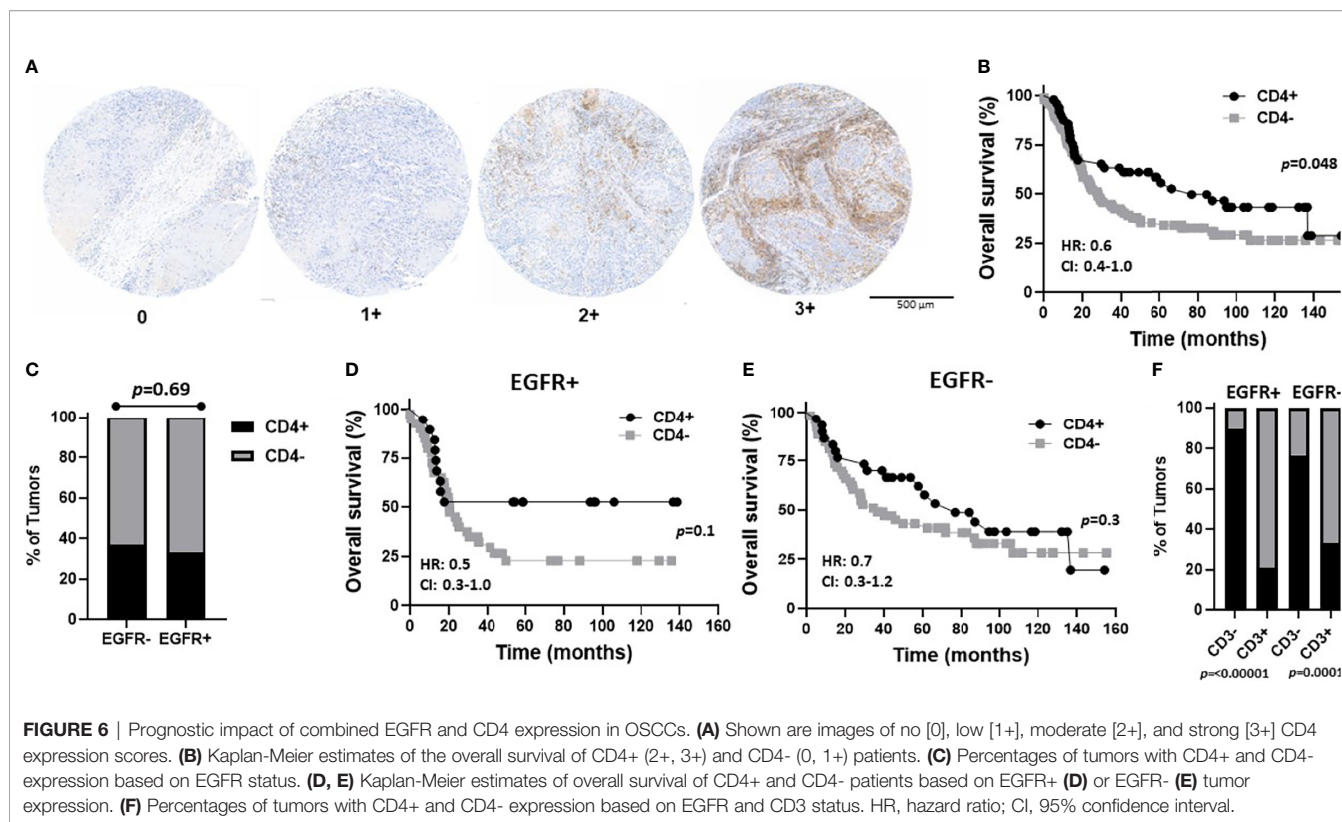 A
0
1+
2+
3+
500 µm
B
Overall survival (%)
100
75
50
25
0
0 20 40 60 80 100 120 140
Time (months)
CD4+
CD4-
p=0.048
HR: 0.6
CI: 0.4-1.0
C
p=0.69
% of Tumors
100
80
60
40
20
0
EGFR- EGFR+
CD4+
CD4-
D
EGFR+
Overall survival (%)
100
75
50
25
0
0 20 40 60 80 100 120 140 160
Time (months)
CD4+
CD4-
p=0.1
HR: 0.5
CI: 0.3-1.0
E
EGFR-
Overall survival (%)
100
75
50
25
0
0 20 40 60 80 100 120 140 160
Time (months)
CD4+
CD4-
p=0.3
HR: 0.7
CI: 0.3-1.2
F
EGFR+ EGFR-
% of Tumors
100
80
60
40
20
0
CD3- CD3+ CD3- CD3+
p=<0.00001 p=0.0001
FIGURE 6 | Prognostic impact of combined EGFR and CD4 expression in OSCCs. (A) Shown are images of no [0], low [1+], moderate [2+], and strong [3+] CD4
expression scores. (B) Kaplan-Meier estimates of the overall survival of CD4+ (2+, 3+) and CD4- (0, 1+) patients. (C) Percentages of tumors with CD4+ and CD4-
expression based on EGFR status. (D, E) Kaplan-Meier estimates of overall survival of CD4+ and CD4- patients based on EGFR+ (D) or EGFR- (E) tumor
expression. (F) Percentages of tumors with CD4+ and CD4- expression based on EGFR and CD3 status. HR, hazard ratio; CI, 95% confidence interval.